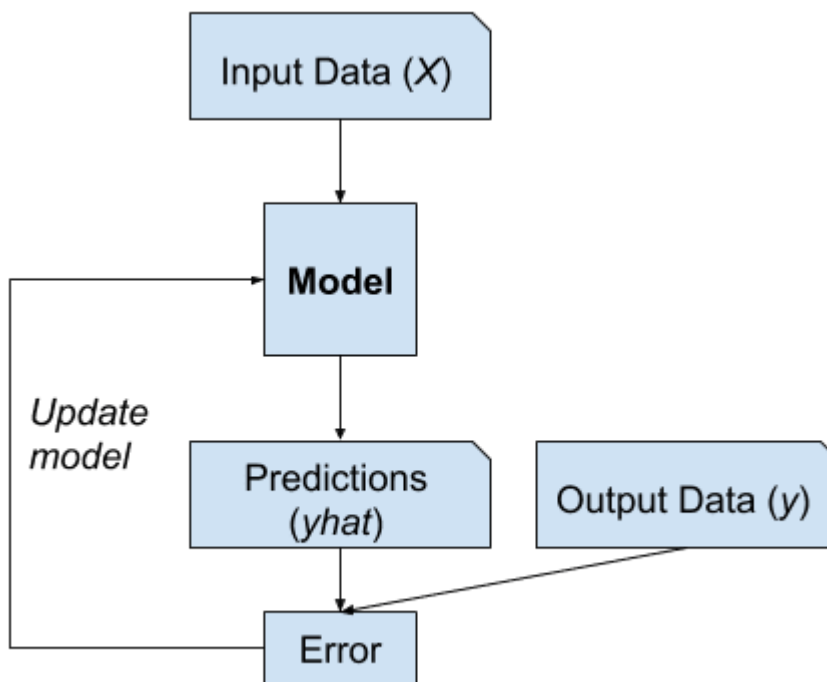 Input Data (X)
Model
Update
model
Predictions
(yhat)
Output Data (y)
Error